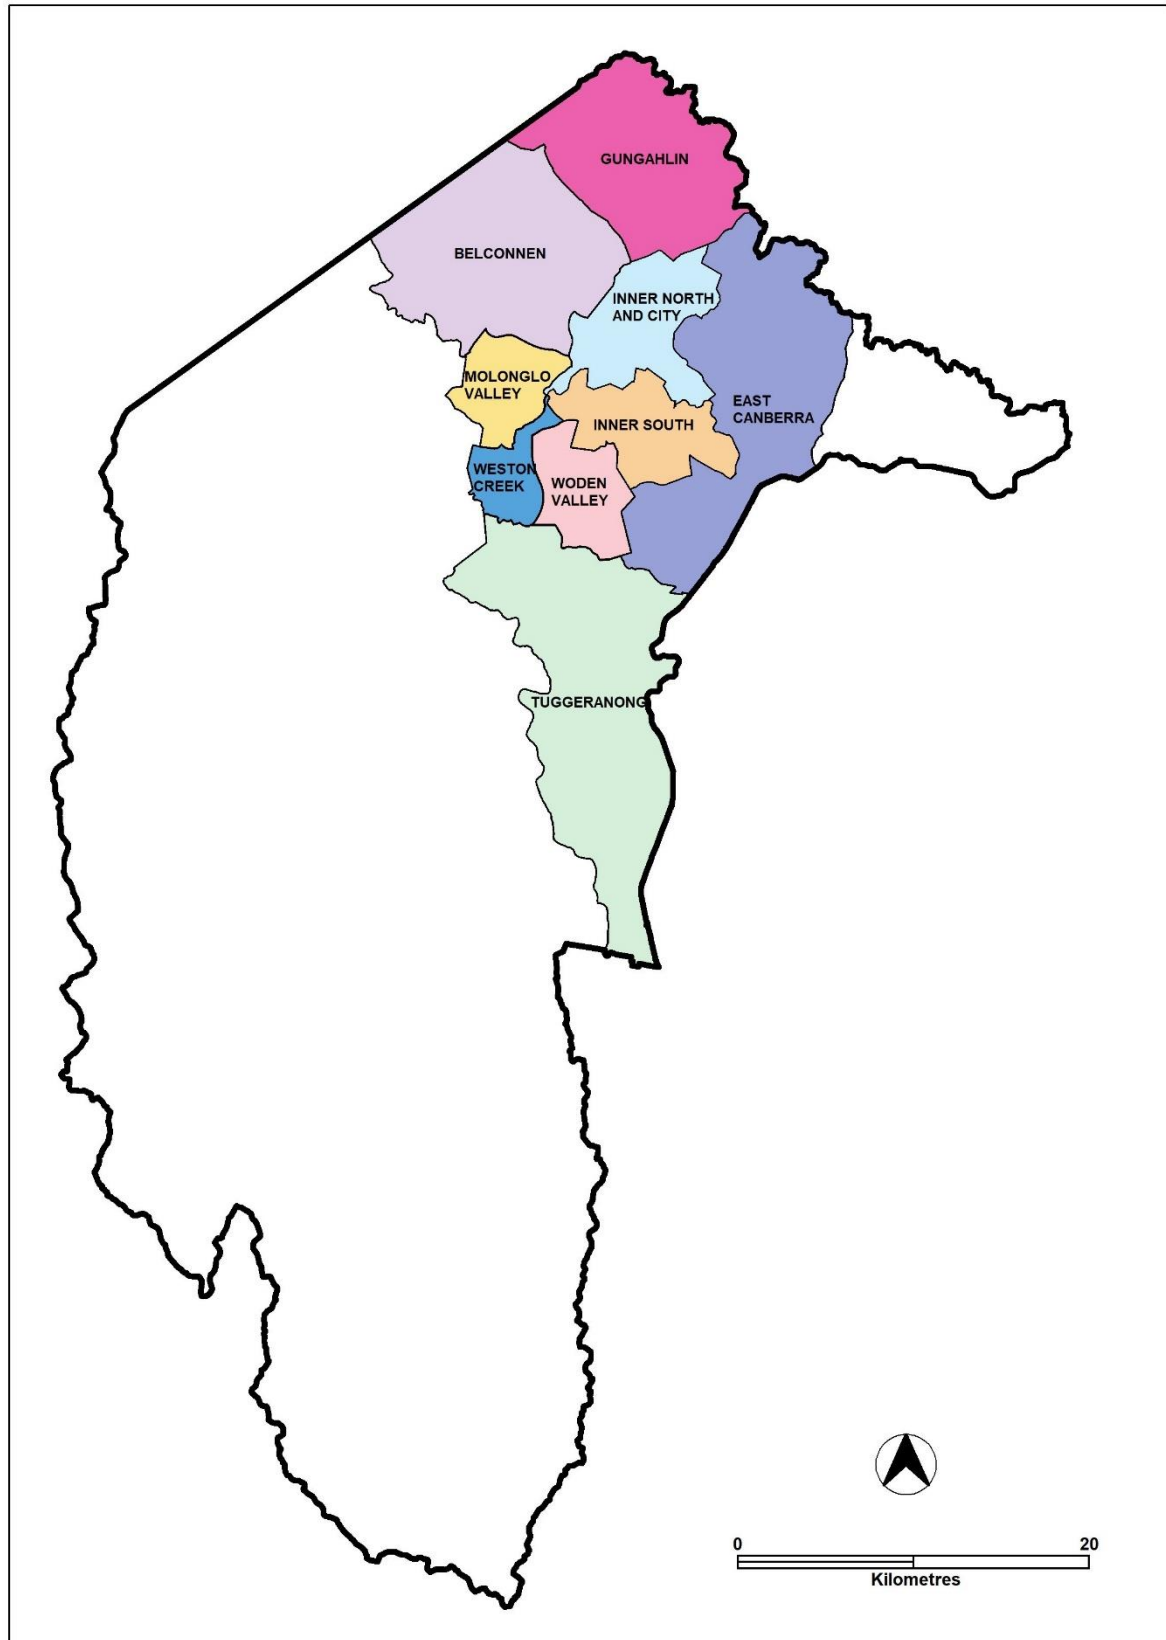 GUNGAHLIN
BELCONNEN
INNER NORTH
AND CITY
MOLONGLO
VALLEY
EAST
CANBERRA
INNER SOUTH
WESTON
CREEK
WODEN
VALLEY
TUGGERANONG
0 20
Kilometres